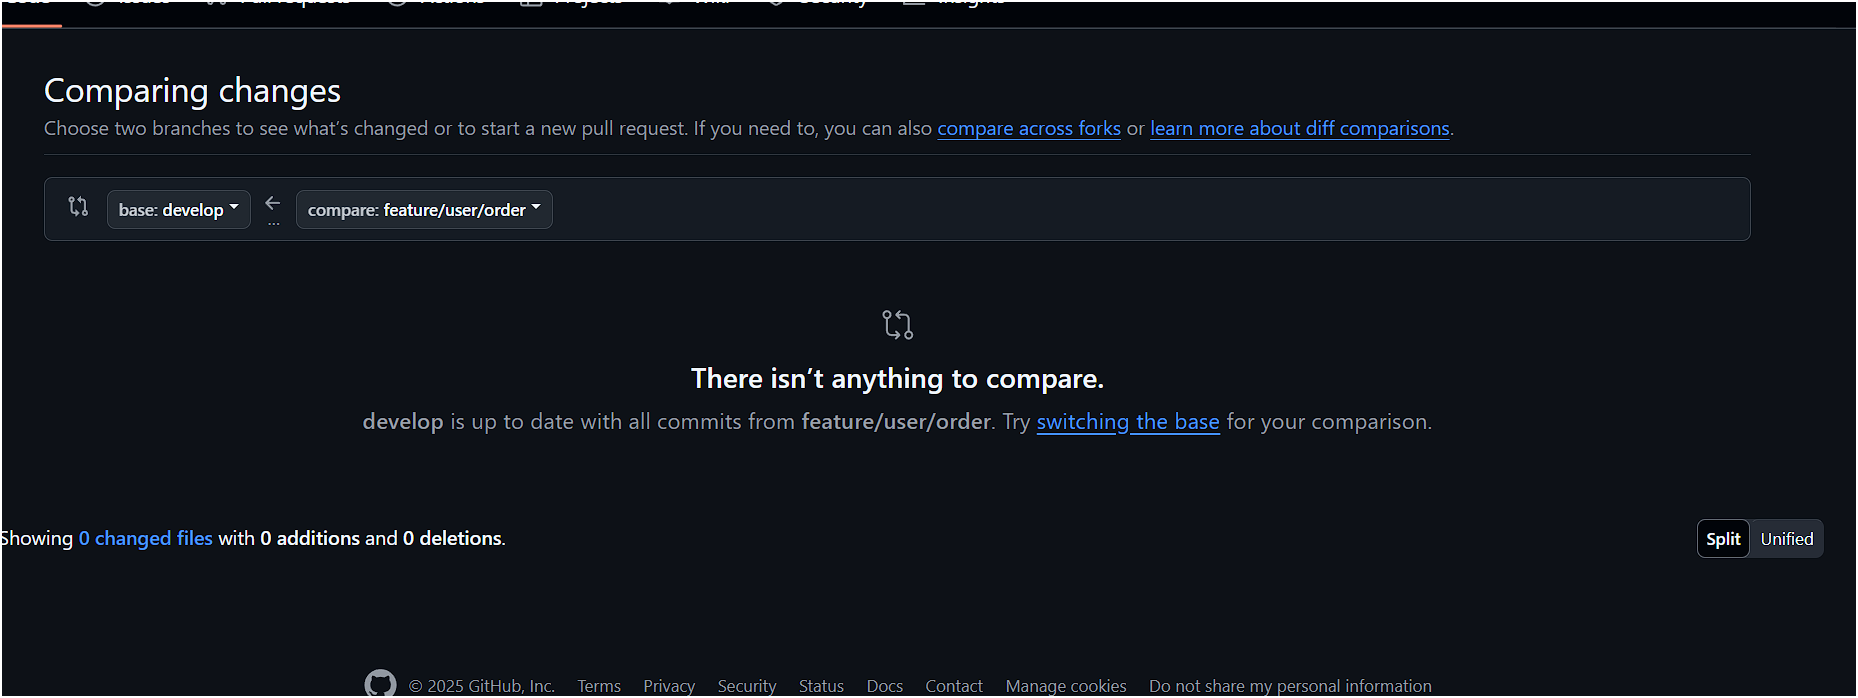 Comparing changes
Choose two branches to see what's changed or to start a new pull request. If you need to, you can also compare across forks or learn more about diff comparisons.
base: develop compare: feature/user/order
There isn't anything to compare.
develop is up to date with all commits from feature/user/order. Try switching the base for your comparison.
Showing 0 changed files with 0 additions and 0 deletions.
Split Unified
© 2025 GitHub, Inc. Terms Privacy Security Status Docs Contact Manage cookies Do not share my personal information